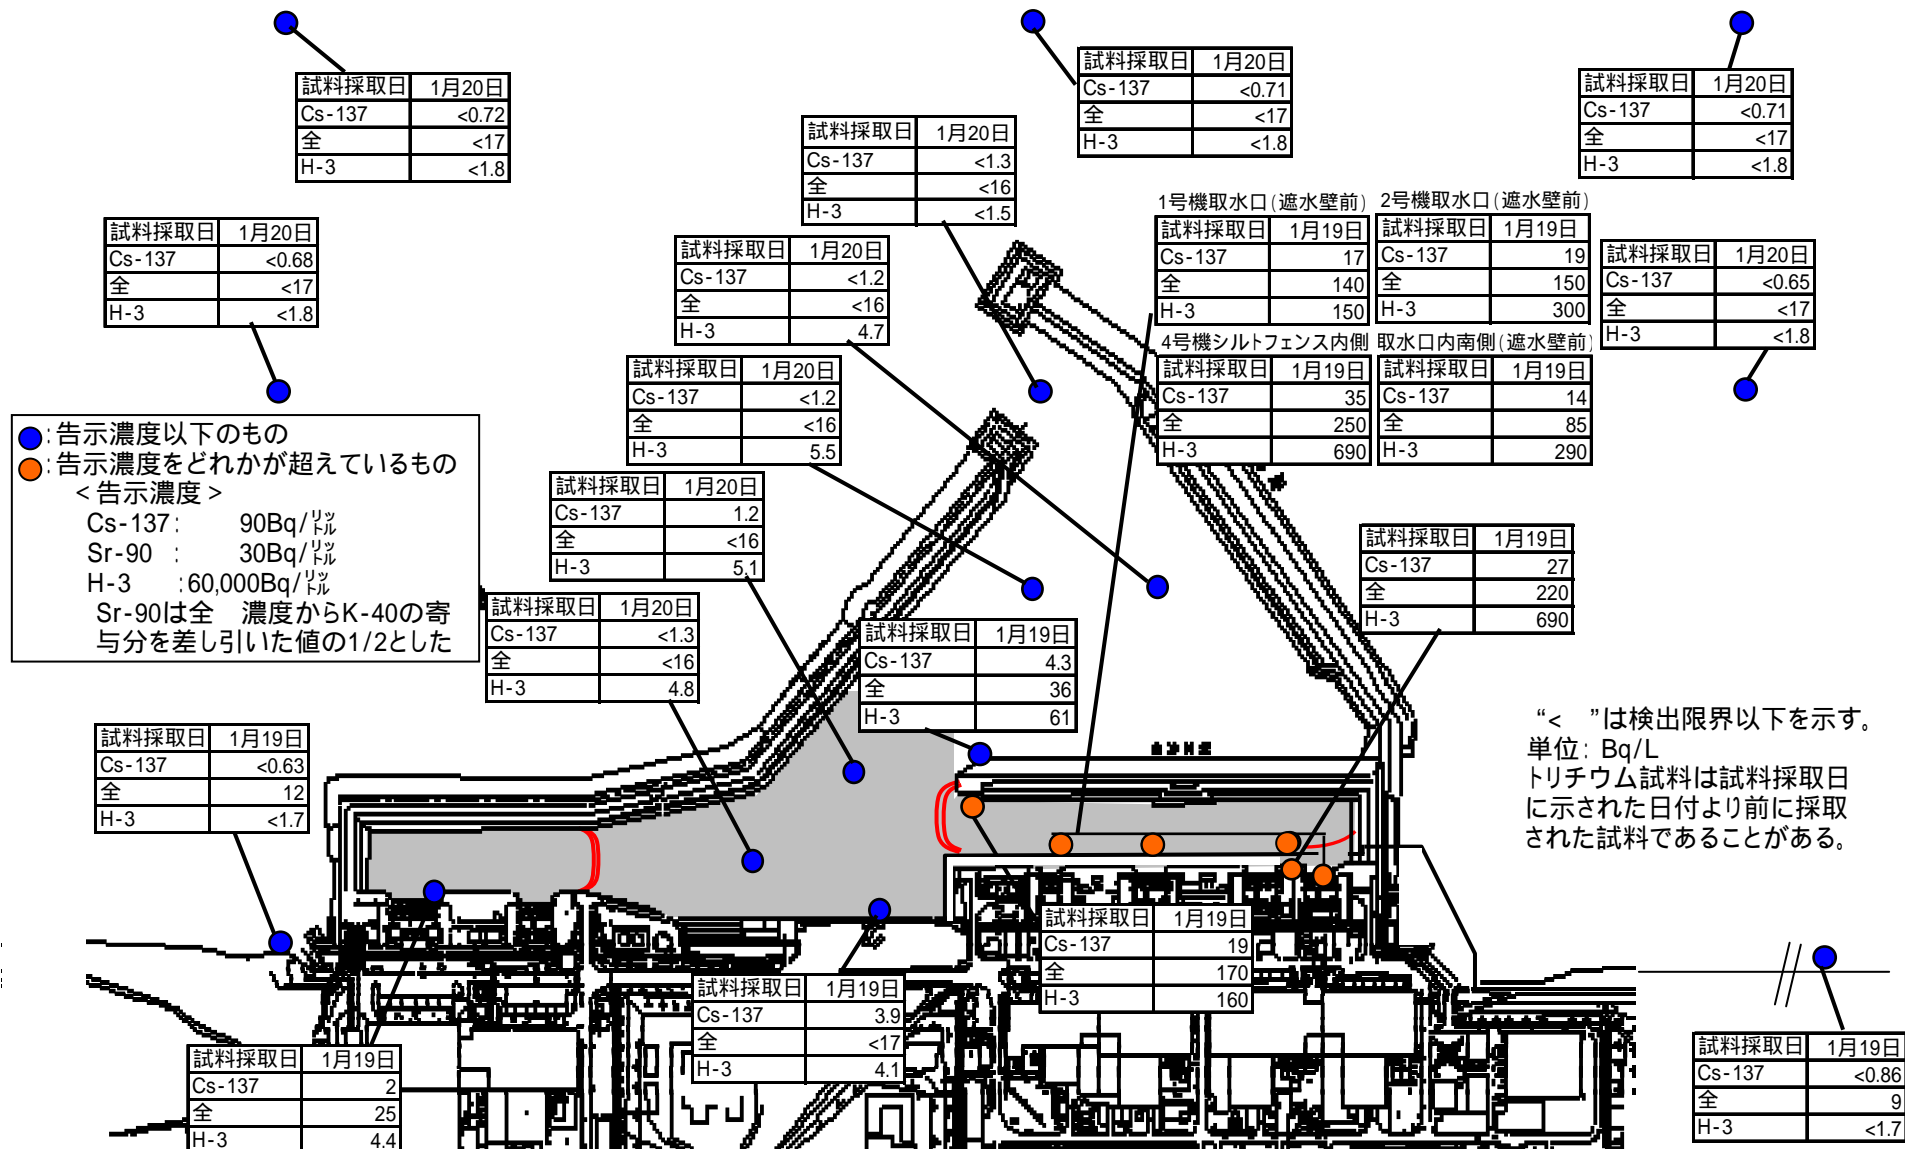 試料採取日 1月20日
Cs-137 <0.72
全 <17
H-3 <1.8
試料採取日 1月20日
Cs-137 <0.71
全 <17
H-3 <1.8
試料採取日 1月20日
Cs-137 <0.71
全 <17
H-3 <1.8
試料採取日 1月20日
Cs-137 <1.3
全 <16
H-3 <1.5
試料採取日 1月20日
Cs-137 <0.68
全 <17
H-3 <1.8
試料採取日 1月20日
Cs-137 <1.2
全 <16
H-3 4.7
1号機取水口(遮水壁前)
試料採取日 1月19日
Cs-137 17
全 140
H-3 150
2号機取水口(遮水壁前)
試料採取日 1月19日
Cs-137 19
全 150
H-3 300
試料採取日 1月20日
Cs-137 <0.65
全 <17
H-3 <1.8
4号機シルトフェンス内側
試料採取日 1月19日
Cs-137 35
全 250
H-3 690
取水口内南側(遮水壁前)
試料採取日 1月19日
Cs-137 14
全 85
H-3 290
試料採取日 1月20日
Cs-137 <1.2
全 <16
H-3 5.5
:告示濃度以下のもの
:告示濃度をどれかが超えているもの
<告示濃度>
Cs-137: 90Bq/リットル
Sr-90 : 30Bq/リットル
H-3 :60,000Bq/リットル
Sr-90は全 濃度からK-40の寄
与分を差し引いた値の1/2とした
試料採取日 1月20日
Cs-137 1.2
全 <16
H-3 5.1
試料採取日 1月19日
Cs-137 27
全 220
H-3 690
試料採取日 1月20日
Cs-137 <1.3
全 <16
H-3 4.8
試料採取日 1月19日
Cs-137 4.3
全 36
H-3 61
“< ”は検出限界以下を示す。
単位: Bq/L
トリチウム試料は試料採取日
に示された日付より前に採取
された試料であることがある。
試料採取日 1月19日
Cs-137 <0.63
全 12
H-3 <1.7
試料採取日 1月19日
Cs-137 19
全 170
H-3 160
試料採取日 1月19日
Cs-137 3.9
全 <17
H-3 4.1
試料採取日 1月19日
Cs-137 2
全 25
H-3 4.4
試料採取日 1月19日
Cs-137 <0.86
全 9
H-3 <1.7